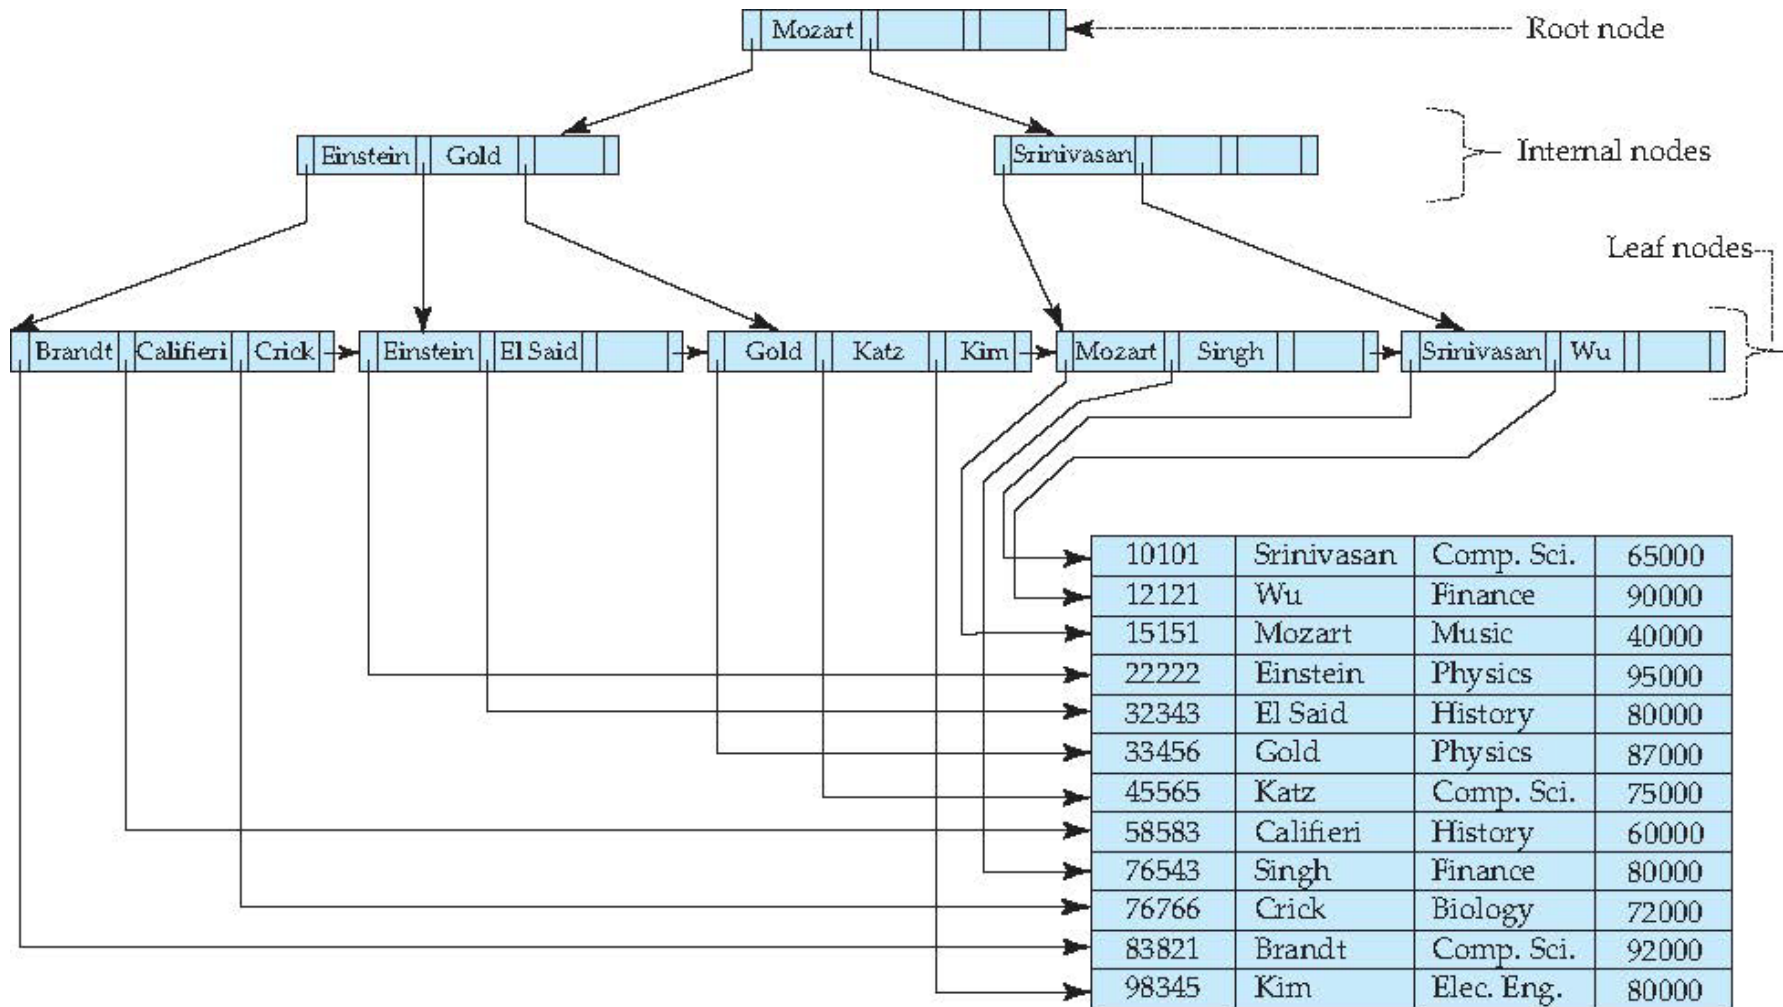 Mozart
Root node
Einstein Gold
Srinivasan
Internal nodes
Leaf nodes
Brandt Califieri Crick
Einstein El Said
Gold Katz Kim
Mozart Singh
Srinivasan Wu
10101 Srinivasan Comp. Sci. 65000
12121 Wu Finance 90000
15151 Mozart Music 40000
22222 Einstein Physics 95000
32343 El Said History 80000
33456 Gold Physics 87000
45565 Katz Comp. Sci. 75000
58583 Califieri History 60000
76543 Singh Finance 80000
76766 Crick Biology 72000
83821 Brandt Comp. Sci. 92000
98345 Kim Elec. Eng. 80000